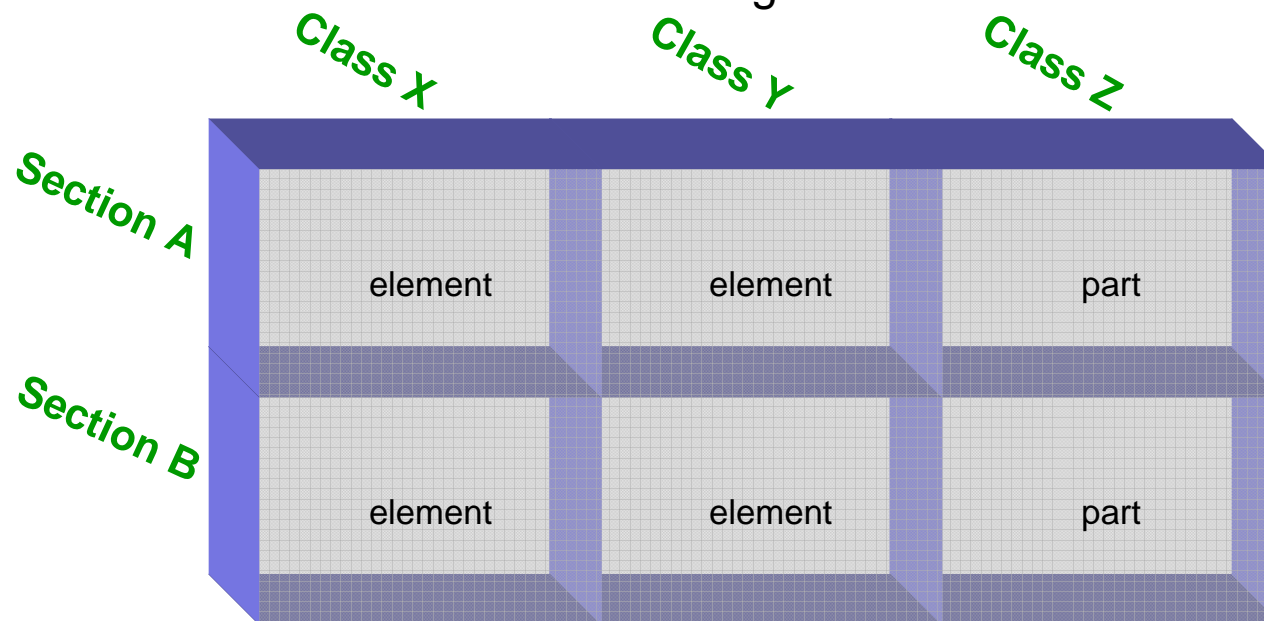 Class X Class Y Class Z
Section A
element element part
Section B
element element part